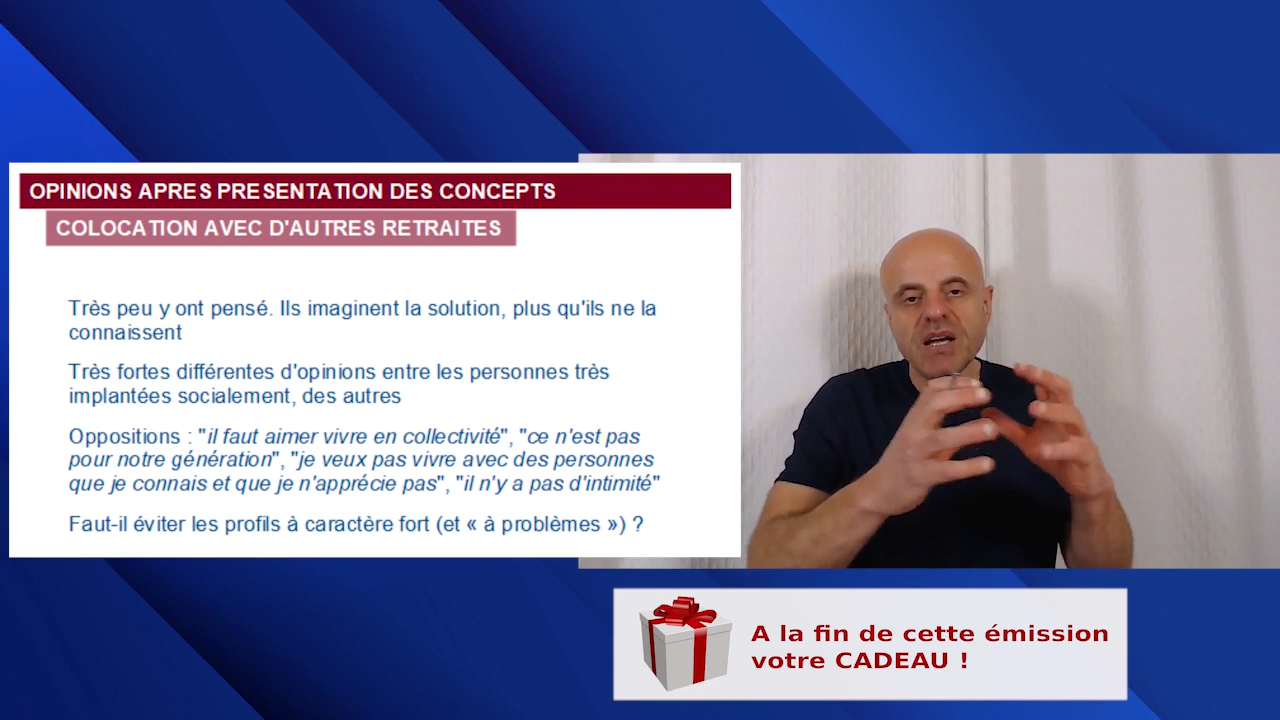 OPINIONS APRES PRESENTATION DES CONCEPTS
COLOCATION AVEC D'AUTRES RETRAITES
Très peu y ont pensé. Ils imaginent la solution, plus qu'ils ne la
connaissent
Très fortes différentes d'opinions entre les personnes très
implantées socialement, des autres
Oppositions : "il faut aimer vivre en collectivité", "ce n'est pas
pour notre génération", "je veux pas vivre avec des personnes
que je connais et que je n'apprécie pas", "il n'y a pas d'intimité"
Faut-il éviter les profils à caractère fort (et « à problèmes ») ?
A la fin de cette émission
votre CADEAU !